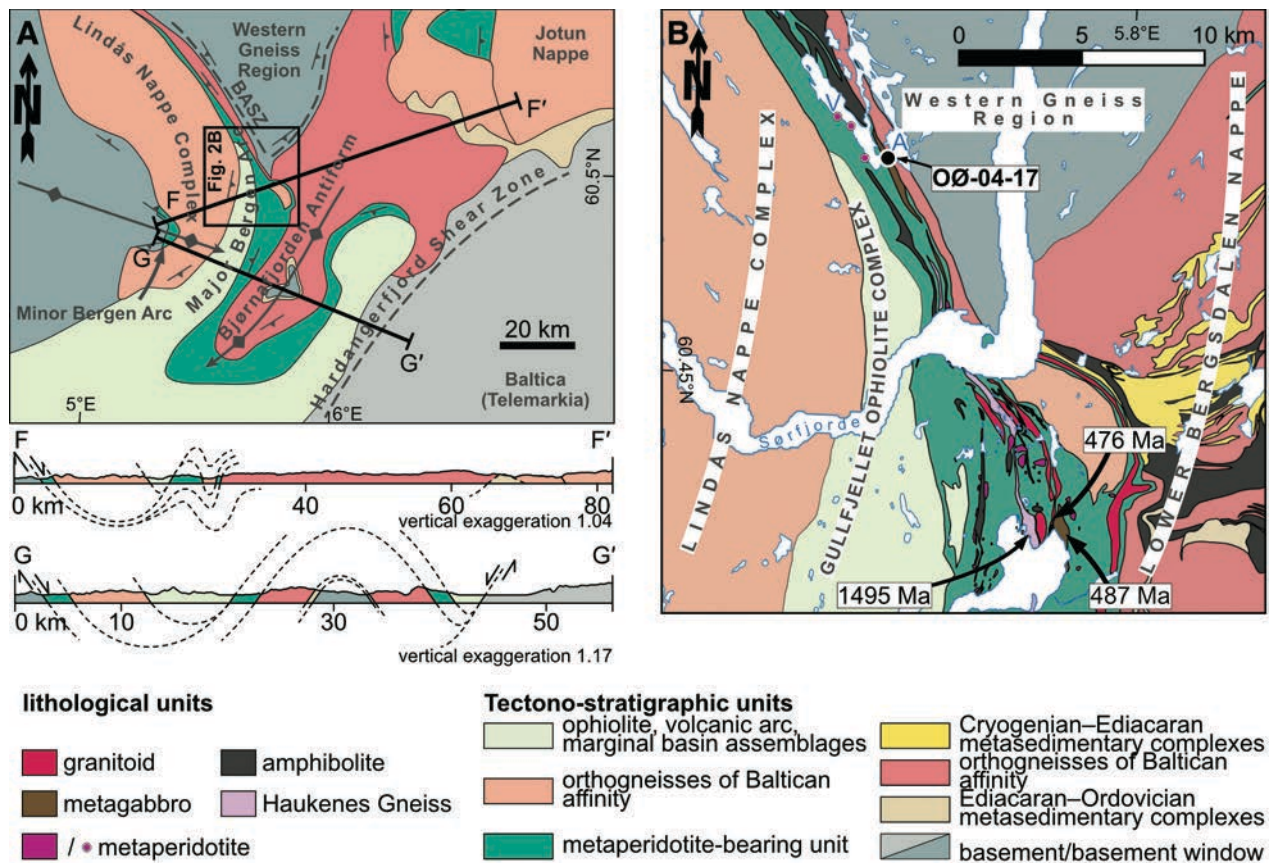 A
N
Lindås Nappe Complex
Western
Gneiss
Region
BASZ
Jotun
Nappe
F′
Fig. 2B
F
G
Major Bergen Arc
Minor Bergen Arc
Bjørnafjorden Antiform
Hardangerfjord Shear Zone
60.5°N
G′
20 km
Baltica
(Telemarkia)
5°E
6°E
F
F′
0 km
40
60
80
vertical exaggeration 1.04
G
G′
0 km
10
30
50
vertical exaggeration 1.17
B
N
0
5
10 km
5.8°E
Western Gneiss
Region
V
A
OØ-04-17
LINDAS NAPPE COMPLEX
GULLFJELLET OPHIOLITE COMPLEX
LOWER BERGSDALEN NAPPE
60.45°N
Sørfjorde
476 Ma
1495 Ma
487 Ma
lithological units
granitoid
metagabbro
/ metaperidotite
amphibolite
Haukenes Gneiss
Tectono-stratigraphic units
ophiolite, volcanic arc,
marginal basin assemblages
orthogneisses of Baltican
affinity
metaperidotite-bearing unit
Cryogenian–Ediacaran
metasedimentary complexes
orthogneisses of Baltican
affinity
Ediacaran–Ordovician
metasedimentary complexes
basement/basement window